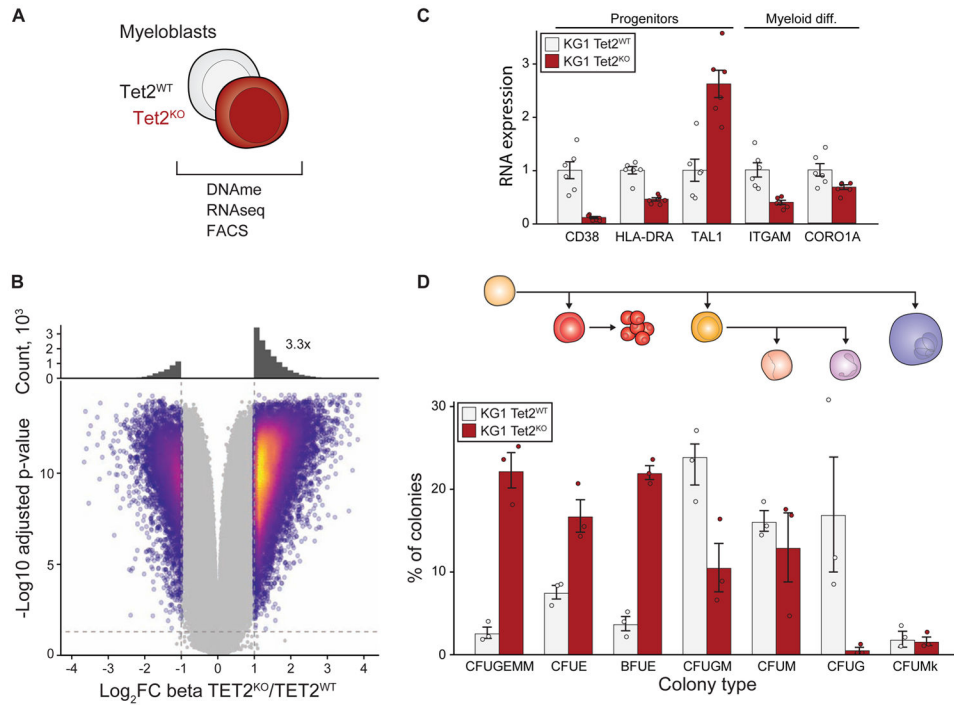 A
Myeloblasts
Tet2WT
Tet2KO
DNAme
RNAseq
FACS
B
Count, 10³
3
2
1
0
3.3x
-Log10 adjusted p-value
10
5
0
-4 -2 -1 0 1 2 4
Log₂FC beta TET2KO/TET2WT
C
Progenitors Myeloid diff.
KG1 Tet2WT
KG1 Tet2KO
RNA expression
3
2
1
0
CD38 HLA-DRA TAL1 ITGAM CORO1A
D
KG1 Tet2WT
KG1 Tet2KO
% of colonies
30
20
10
0
CFUGEMM CFUE BFUE CFUGM CFUM CFUG CFUMk
Colony type